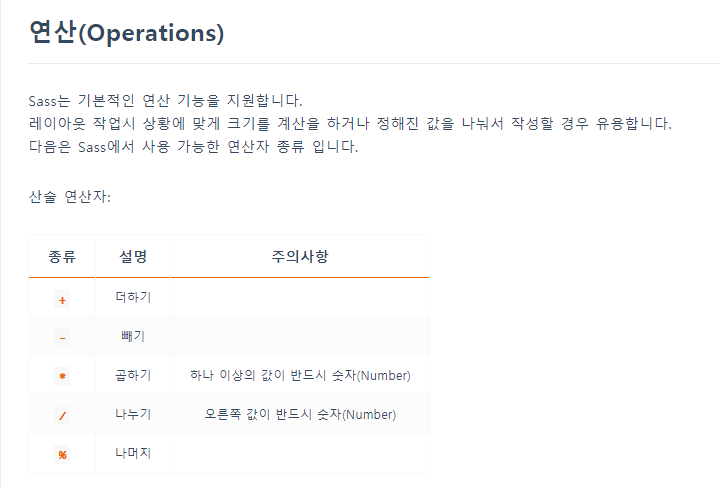 연산(Operations)
Sass는 기본적인 연산 기능을 지원합니다.
레이아웃 작업시 상황에 맞게 크기를 계산을 하거나 정해진 값을 나눠서 작성할 경우 유용합니다.
다음은 Sass에서 사용 가능한 연산자 종류 입니다.
산술 연산자:
종류 설명 주의사항
+ 더하기
- 빼기
* 곱하기 하나 이상의 값이 반드시 숫자(Number)
/ 나누기 오른쪽 값이 반드시 숫자(Number)
% 나머지